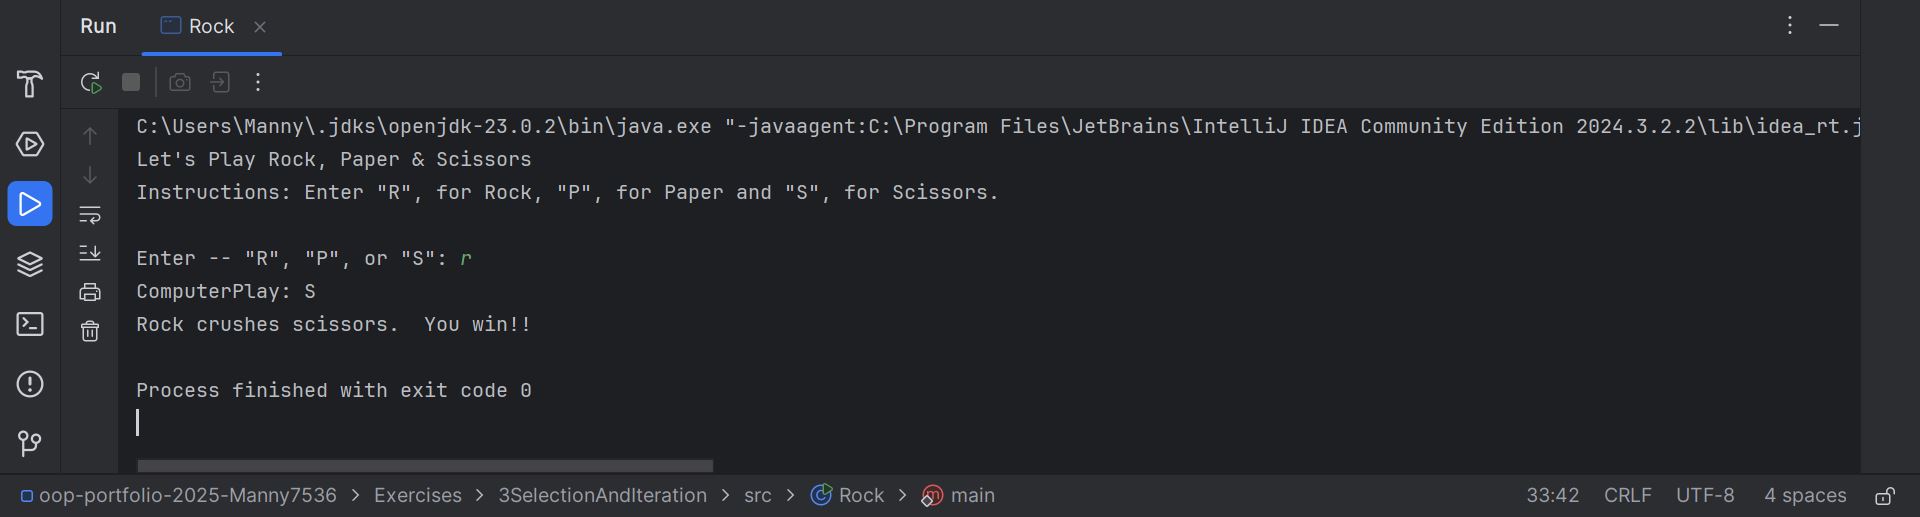 Run Rock
C:\Users\Manny\.jdks\openjdk-23.0.2\bin\java.exe "-javaagent:C:\Program Files\JetBrains\IntelliJ IDEA Community Edition 2024.3.2.2\lib\idea_rt.j
Let's Play Rock, Paper & Scissors
Instructions: Enter "R", for Rock, "P", for Paper and "S", for Scissors.
Enter -- "R", "P", or "S": r
ComputerPlay: S
Rock crushes scissors.  You win!!
Process finished with exit code 0
oop-portfolio-2025-Manny7536 > Exercises > 3SelectionAndIteration > src > Rock > main 33:42 CRLF UTF-8 4 spaces